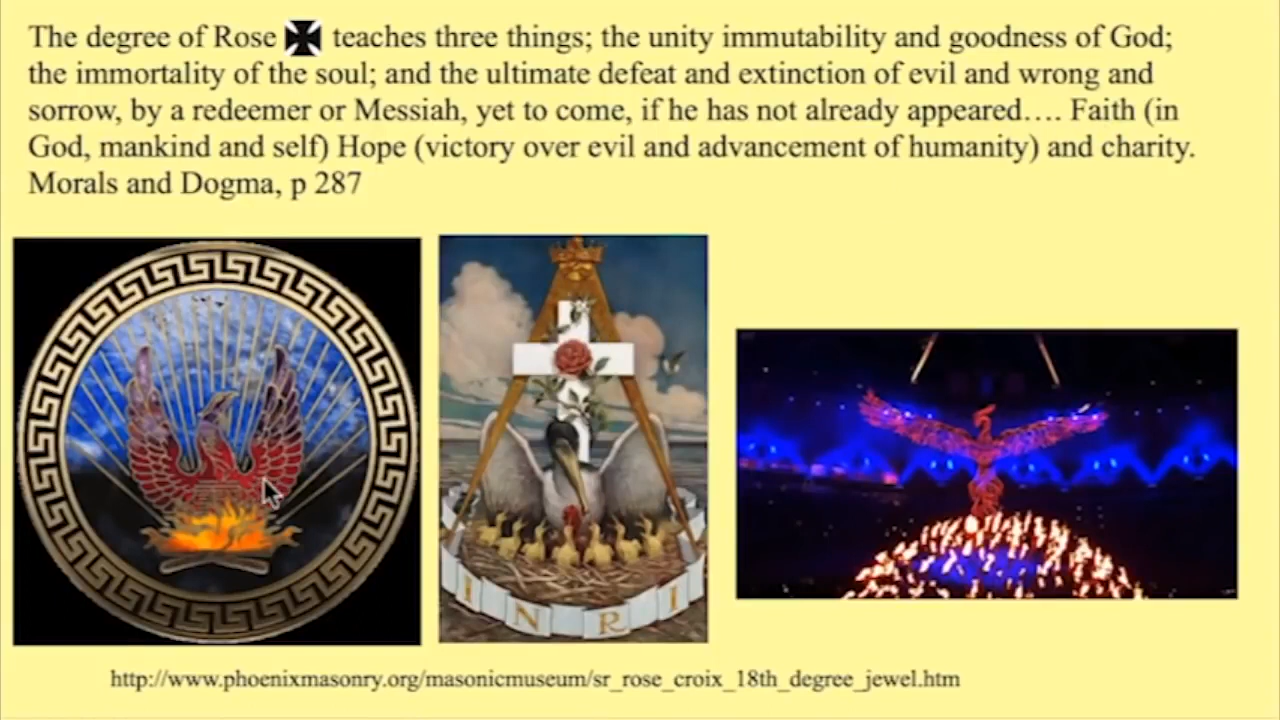 The degree of Rose ✠ teaches three things; the unity immutability and goodness of God;
the immortality of the soul; and the ultimate defeat and extinction of evil and wrong and
sorrow, by a redeemer or Messiah, yet to come, if he has not already appeared…. Faith (in
God, mankind and self) Hope (victory over evil and advancement of humanity) and charity.
Morals and Dogma, p 287
I N R I
http://www.phoenixmasonry.org/masonicmuseum/sr_rose_croix_18th_degree_jewel.htm